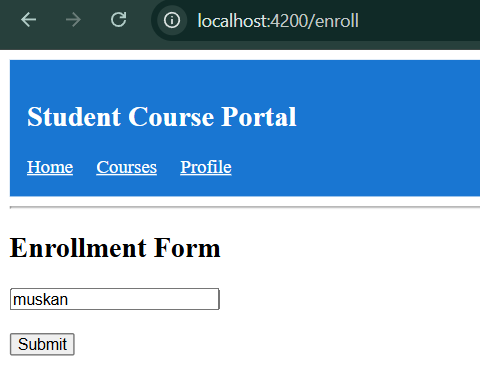 localhost:4200/enroll
Student Course Portal
Home Courses Profile
Enrollment Form
muskan
Submit